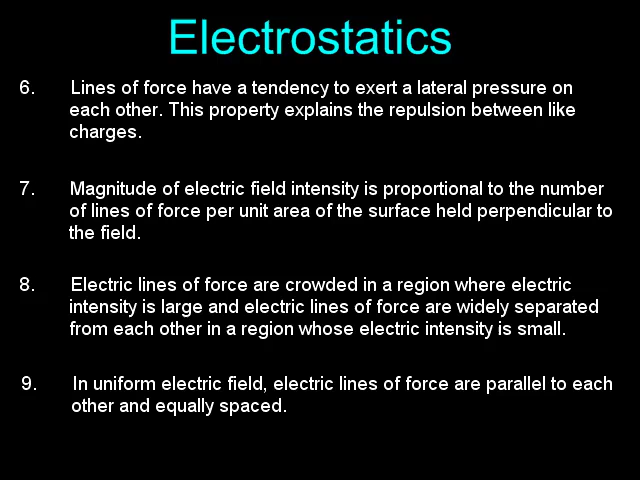 Electrostatics
6. Lines of force have a tendency to exert a lateral pressure on
each other. This property explains the repulsion between like
charges.
7. Magnitude of electric field intensity is proportional to the number
of lines of force per unit area of the surface held perpendicular to
the field.
8. Electric lines of force are crowded in a region where electric
intensity is large and electric lines of force are widely separated
from each other in a region whose electric intensity is small.
9. In uniform electric field, electric lines of force are parallel to each
other and equally spaced.